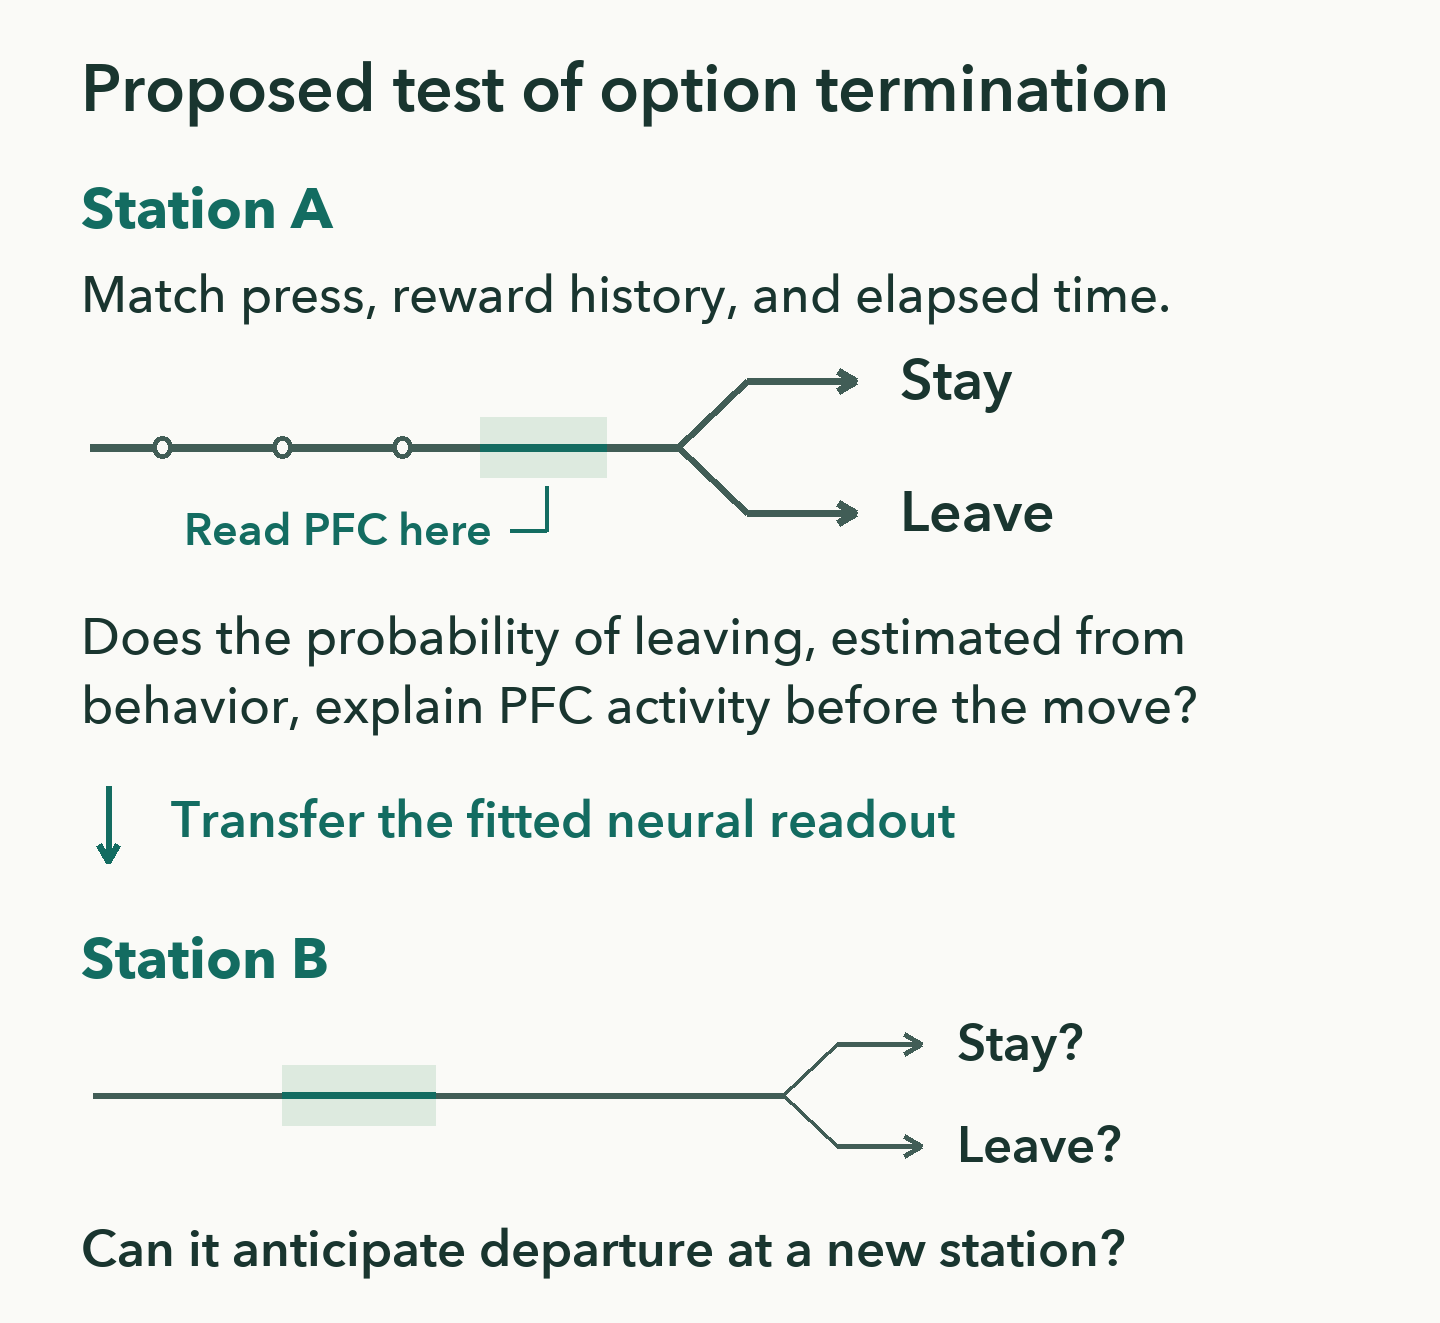 Proposed test of option termination
Station A
Match press, reward history, and elapsed time.
Stay
Leave
Read PFC here
Does the probability of leaving, estimated from
behavior, explain PFC activity before the move?
Transfer the fitted neural readout
Station B
Stay?
Leave?
Can it anticipate departure at a new station?